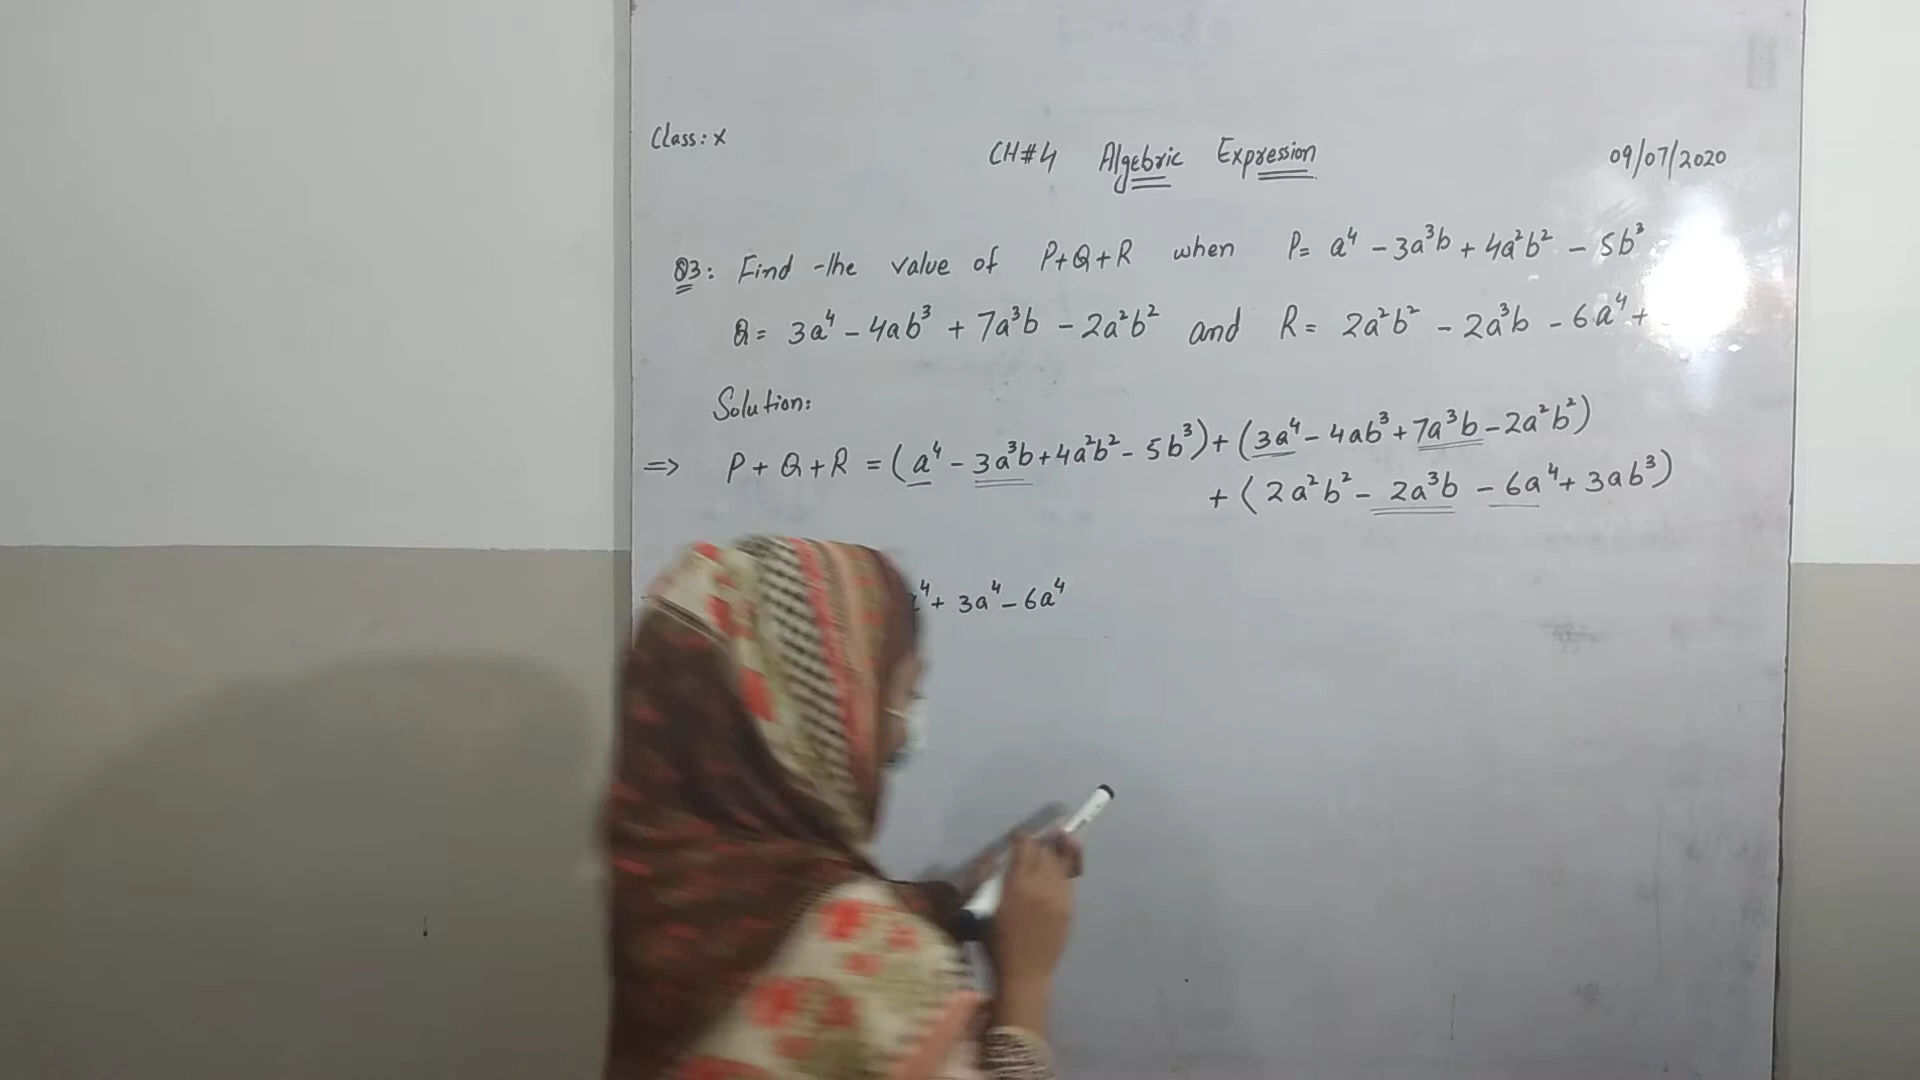 Class: X
CH#4 Algebric Expression
09/07/2020
Q3: Find the value of P+Q+R when P= a⁴ - 3a³b + 4a²b² - 5b³
Q= 3a⁴ - 4ab³ + 7a³b - 2a²b² and R= 2a²b² - 2a³b - 6a⁴ +
Solution:
=> P+Q+R = (a⁴ - 3a³b + 4a²b² - 5b³) + (3a⁴ - 4ab³ + 7a³b - 2a²b²)
+ (2a²b² - 2a³b - 6a⁴ + 3ab³)
+ 3a⁴ - 6a⁴